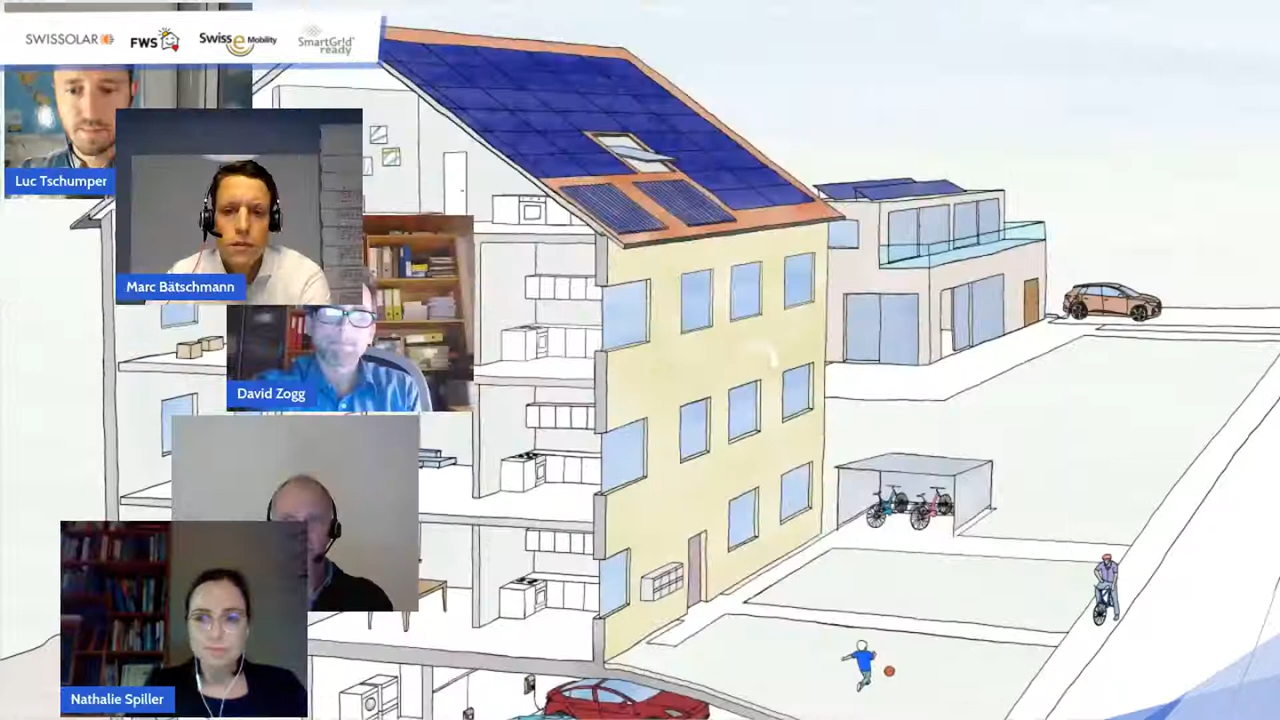 SWISSOLAR
FWS
Swiss e Mobility
SmartGrid ready
Luc Tschumper
Marc Bätschmann
David Zogg
Nathalie Spiller